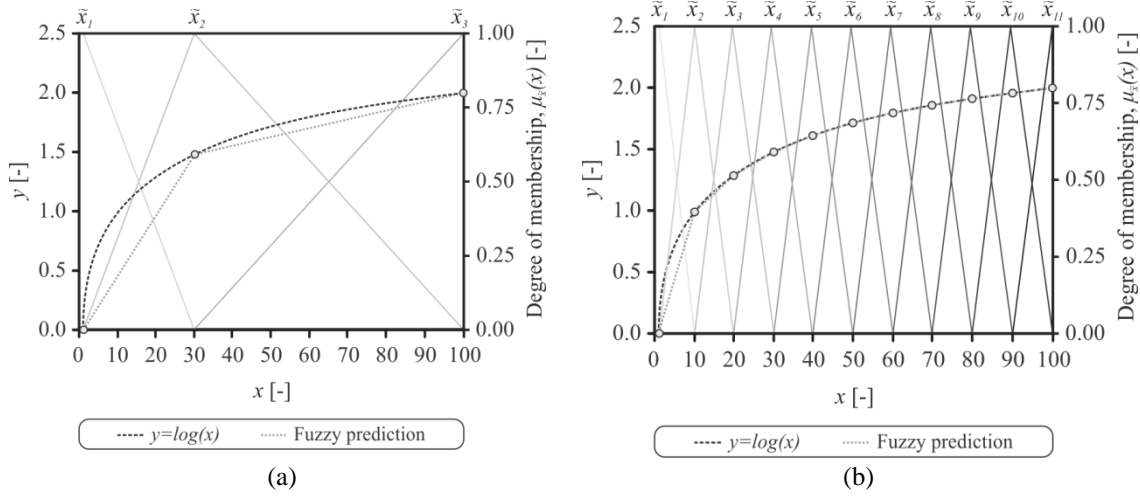 x̃₁ x̃₂ x̃₃
2.5 1.00
2.0 0.75
1.5 0.50
1.0 0.25
0.5 0.00
0.0
y [-]
Degree of membership, μx̃(x) [-]
0 10 20 30 40 50 60 70 80 90 100
x [-]
y=log(x) Fuzzy prediction
(a)
x̃₁ x̃₂ x̃₃ x̃₄ x̃₅ x̃₆ x̃₇ x̃₈ x̃₉ x̃₁₀ x̃₁₁
2.5 1.00
2.0 0.75
1.5 0.50
1.0 0.25
0.5 0.00
0.0
y [-]
Degree of membership, μx̃(x) [-]
0 10 20 30 40 50 60 70 80 90 100
x [-]
y=log(x) Fuzzy prediction
(b)